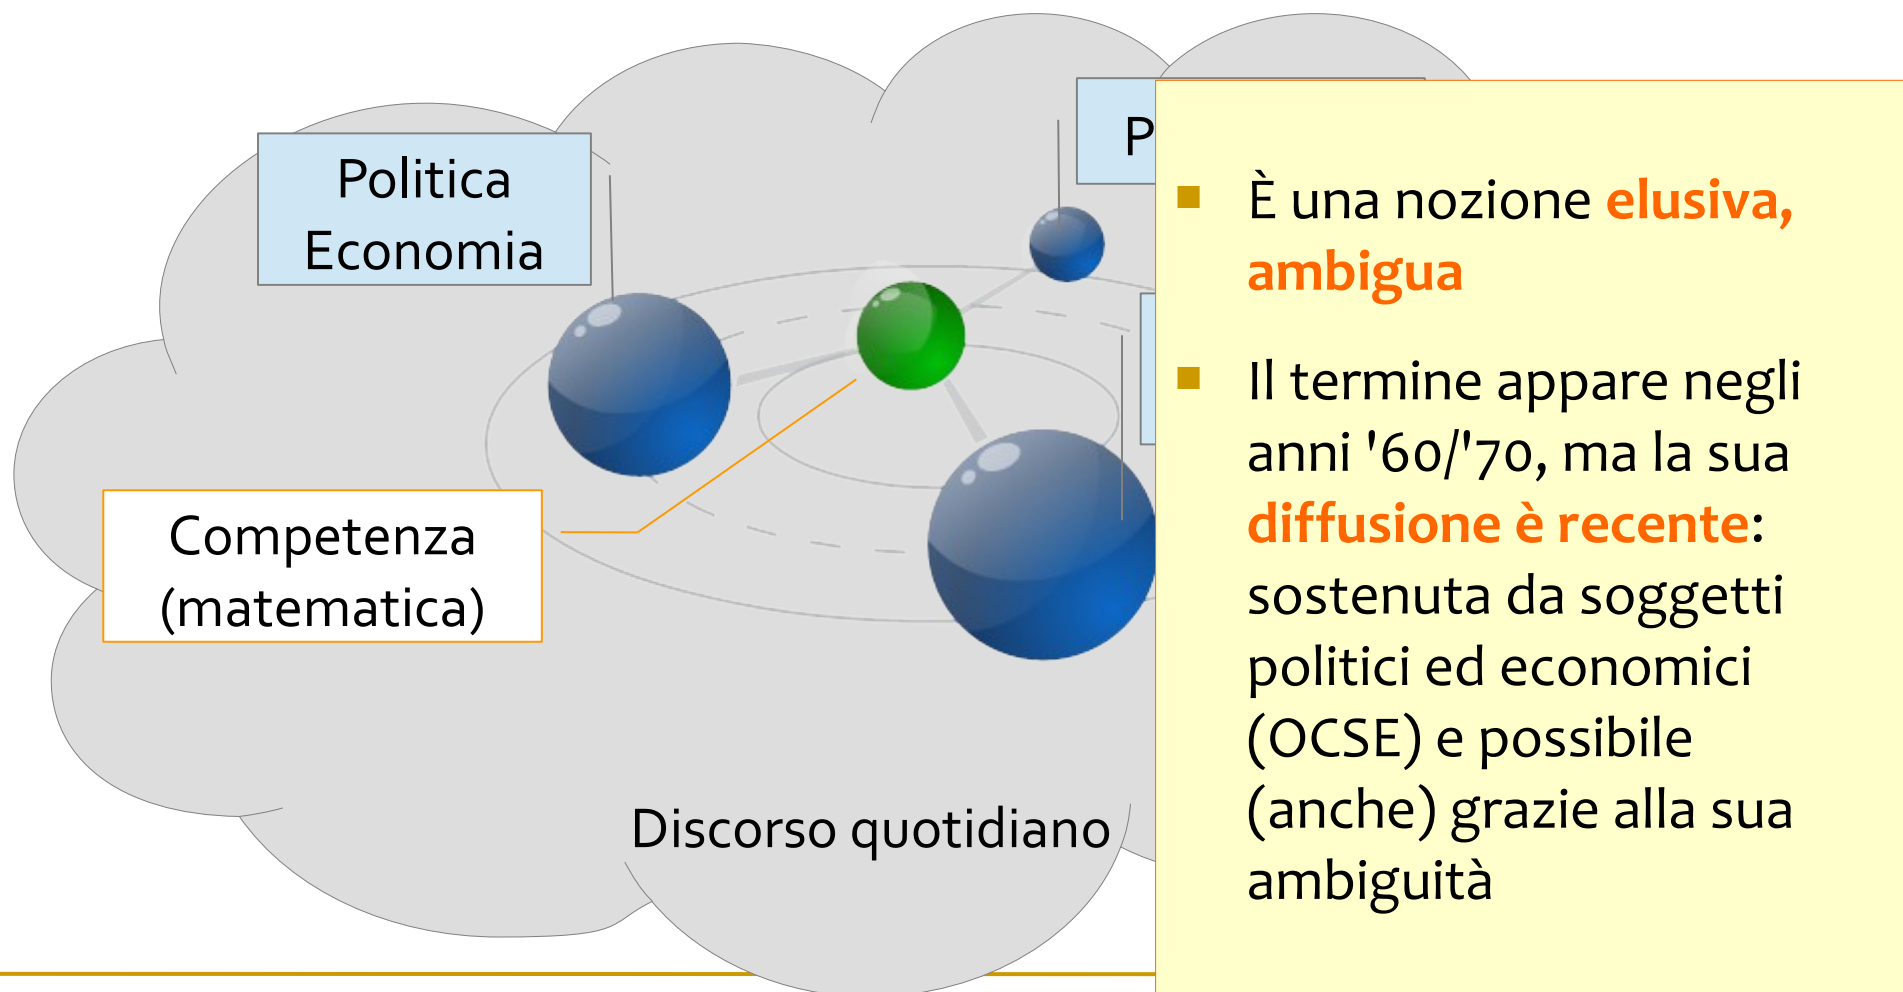 Politica
Economia
P
Competenza
(matematica)
Discorso quotidiano
È una nozione elusiva,
ambigua
Il termine appare negli
anni '60/'70, ma la sua
diffusione è recente:
sostenuta da soggetti
politici ed economici
(OCSE) e possibile
(anche) grazie alla sua
ambiguità